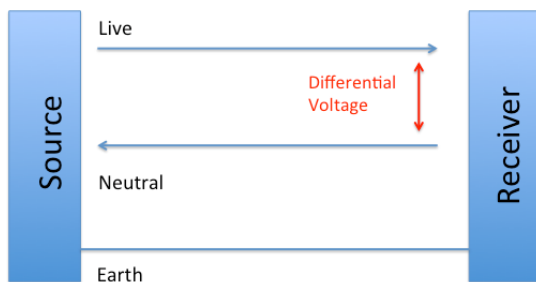 Live
Differential
Voltage
Source
Receiver
Neutral
Earth